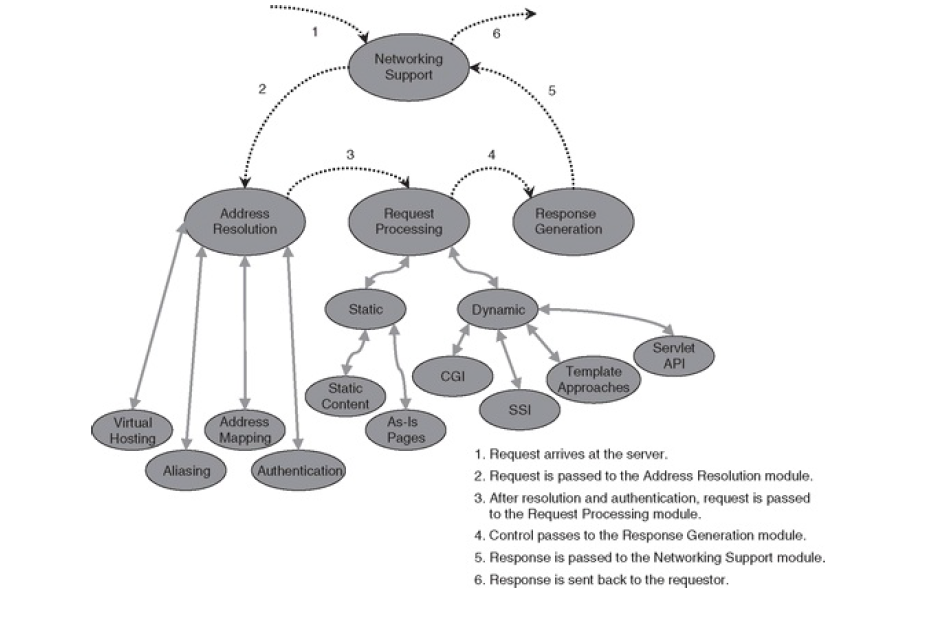 1
6
Networking
Support
2
5
3
4
Address
Resolution
Request
Processing
Response
Generation
Static
Dynamic
Servlet
API
CGI
Template
Approaches
Static
Content
SSI
Virtual
Hosting
Address
Mapping
As-Is
Pages
Aliasing
Authentication
1. Request arrives at the server.
2. Request is passed to the Address Resolution module.
3. After resolution and authentication, request is passed
to the Request Processing module.
4. Control passes to the Response Generation module.
5. Response is passed to the Networking Support module.
6. Response is sent back to the requestor.